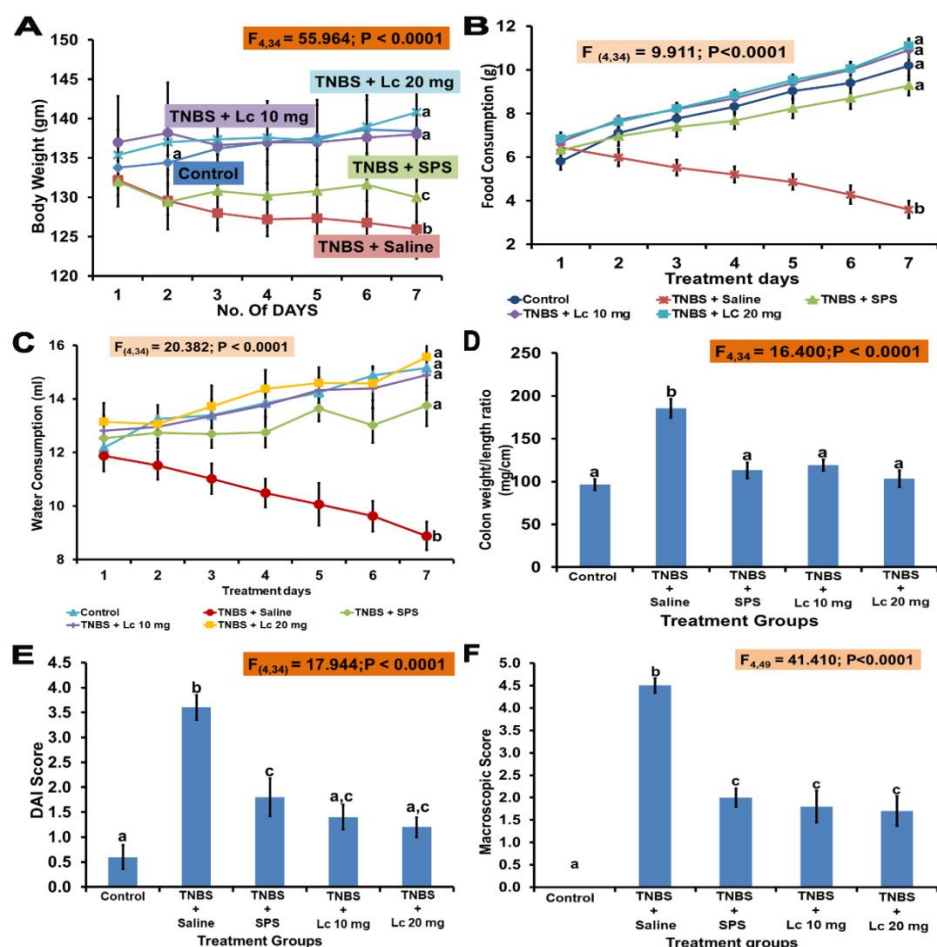 A
F4,34 = 55.964; P < 0.0001
150
145
140
135
130
125
120
Body Weight (gm)
TNBS + Lc 20 mg
TNBS + Lc 10 mg
a
a
a
Control
TNBS + SPS
c
b
TNBS + Saline
1 2 3 4 5 6 7
No. Of DAYS
B
F (4,34) = 9.911; P<0.0001
12
10
8
6
4
2
Food Consumption (g)
a
a
a
a
b
1 2 3 4 5 6 7
Treatment days
Control TNBS + Saline TNBS + SPS
TNBS + Lc 10 mg TNBS + LC 20 mg
C
F(4,34) = 20.382; P < 0.0001
16
14
12
10
8
Water Consumption (ml)
a
a
a
a
b
1 2 3 4 5 6 7
Treatment days
Control TNBS + Saline TNBS + SPS
TNBS + Lc 10 mg TNBS + Lc 20 mg
D
F4,34 = 16.400;P < 0.0001
250
200
150
100
50
0
Colon weight/length ratio
(mg/cm)
a b a a a
Control TNBS + Saline TNBS + SPS TNBS + Lc 10 mg TNBS + Lc 20 mg
Treatment Groups
E
F(4,34) = 17.944;P < 0.0001
4.5
4.0
3.5
3.0
2.5
2.0
1.5
1.0
0.5
0.0
DAI Score
a b c a,c a,c
Control TNBS + Saline TNBS + SPS TNBS + Lc 10 mg TNBS + Lc 20 mg
Treatment Groups
F
F4,49 = 41.410; P<0.0001
5.0
4.5
4.0
3.5
3.0
2.5
2.0
1.5
1.0
0.5
0.0
Macroscopic Score
a b c c c
Control TNBS + Saline TNBS + SPS TNBS + Lc 10 mg TNBS + Lc 20 mg
Treatment groups